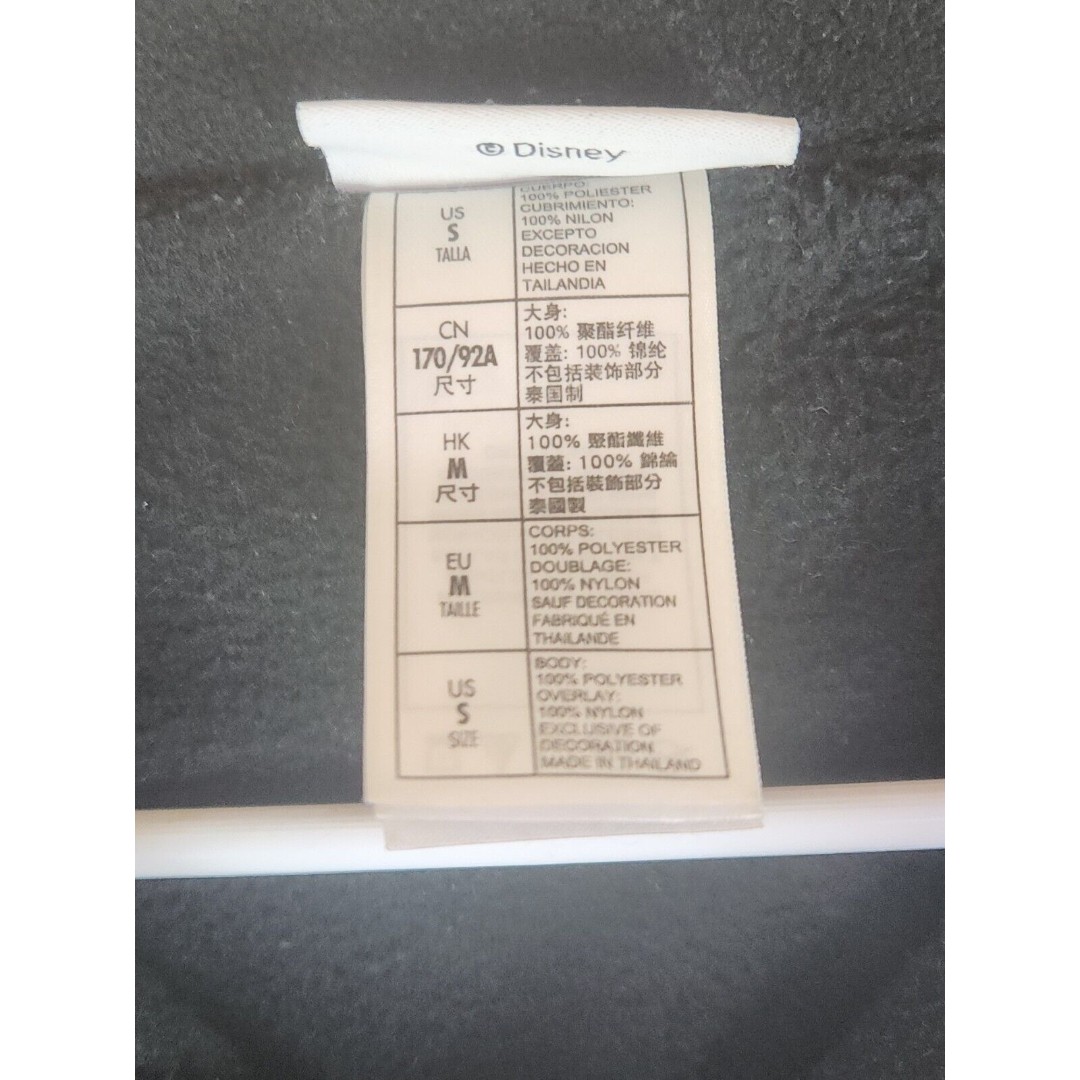 © Disney
US
S
TALLA
CUERPO:
100% POLIESTER
CUBRIMIENTO:
100% NILON
EXCEPTO
DECORACION
HECHO EN
TAILANDIA
CN
170/92A
尺寸
大身:
100% 聚酯纤维
覆盖: 100% 锦纶
不包括装饰部分
泰国制
HK
M
尺寸
大身:
100% 聚酯纖維
覆蓋: 100% 錦綸
不包括裝飾部分
泰國製
EU
M
TAILLE
CORPS:
100% POLYESTER
DOUBLAGE:
100% NYLON
SAUF DECORATION
FABRIQUÉ EN
THAILANDE
US
S
SIZE
BODY:
100% POLYESTER
OVERLAY:
100% NYLON
EXCLUSIVE OF
DECORATION
MADE IN THAILAND